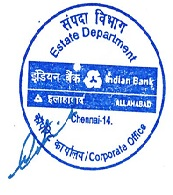 संपदा विभाग
Estate Department
इंडियन बैंक Indian Bank
इलाहाबाद ALLAHABAD
Chennai-14.
कॉर्पोरेट कार्यालय/Corporate Office